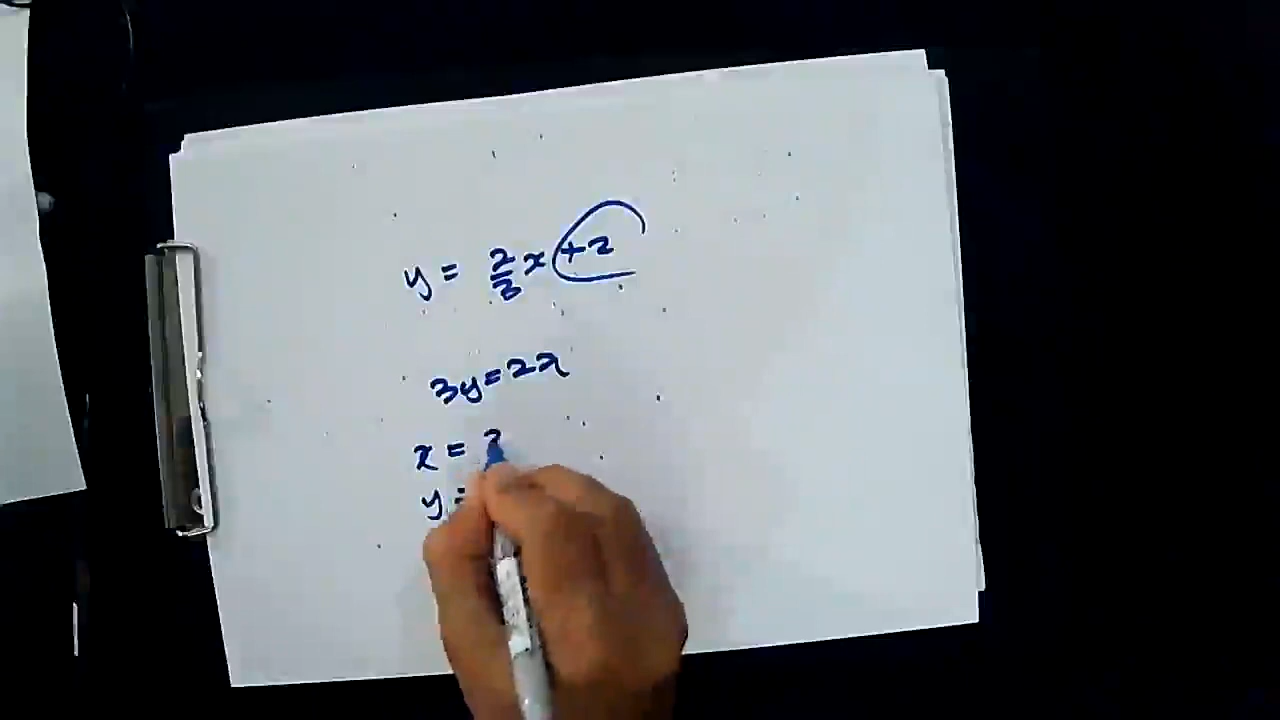 y = 2/3 x + 2
3y = 2x
x =
y =